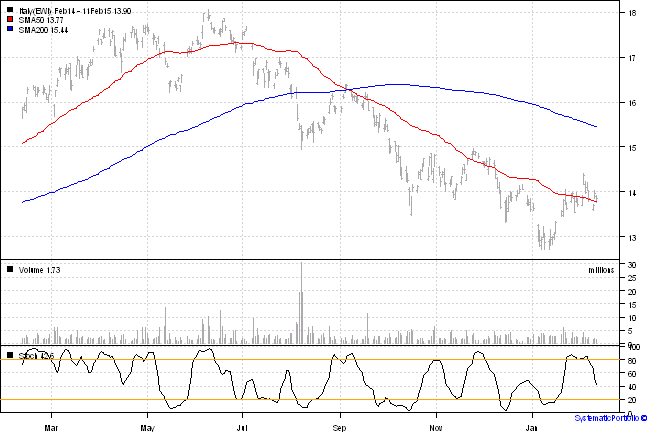 Italy(EWI) Feb14 - 11Feb15 13.90
SMA50 13.77
SMA200 15.44
18
17
16
15
14
13
Volume 1.73
millions
30
25
20
15
10
5
0
Stoch 42.6
100
80
60
40
20
0
Mar
May
Jul
Sep
Nov
Jan
SystematicPortfolio ©